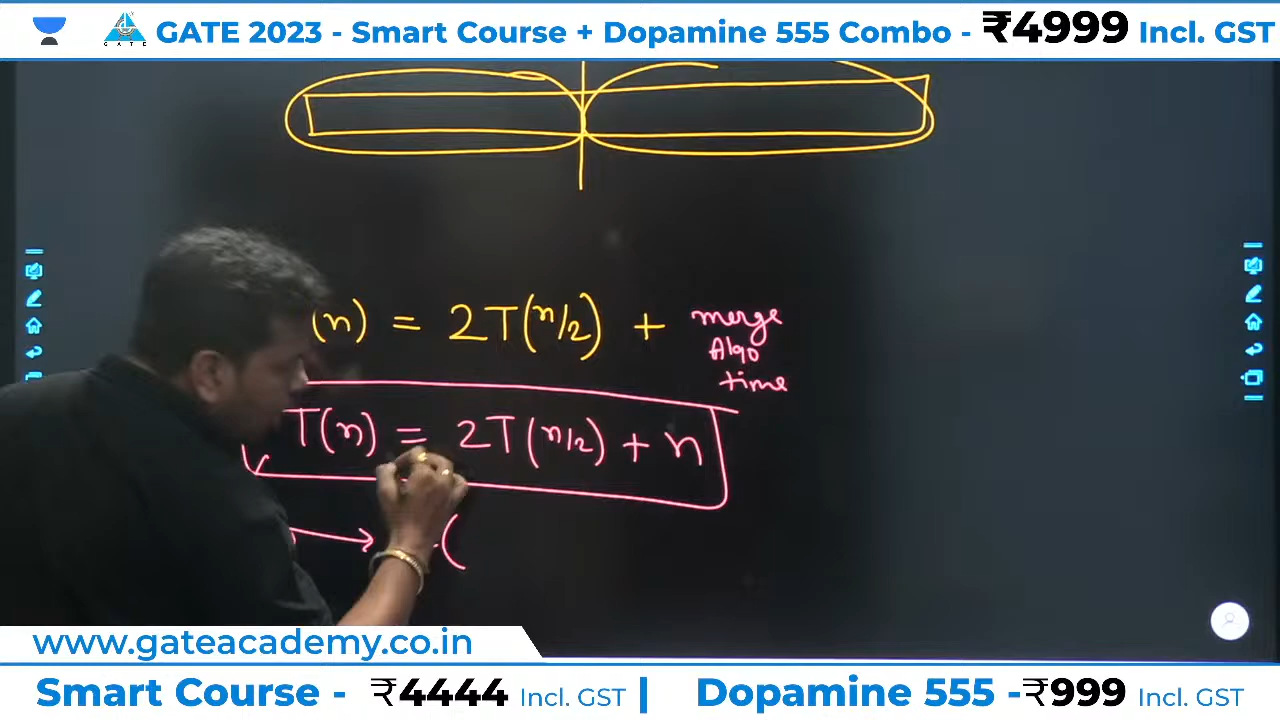 GATE
GATE 2023 - Smart Course + Dopamine 555 Combo - ₹4999 Incl. GST
(n) = 2T(n/2) + merge
Algo
time
T(n) = 2T(n/2) + n
(
www.gateacademy.co.in
Smart Course - ₹4444 Incl. GST | Dopamine 555 -₹999 Incl. GST